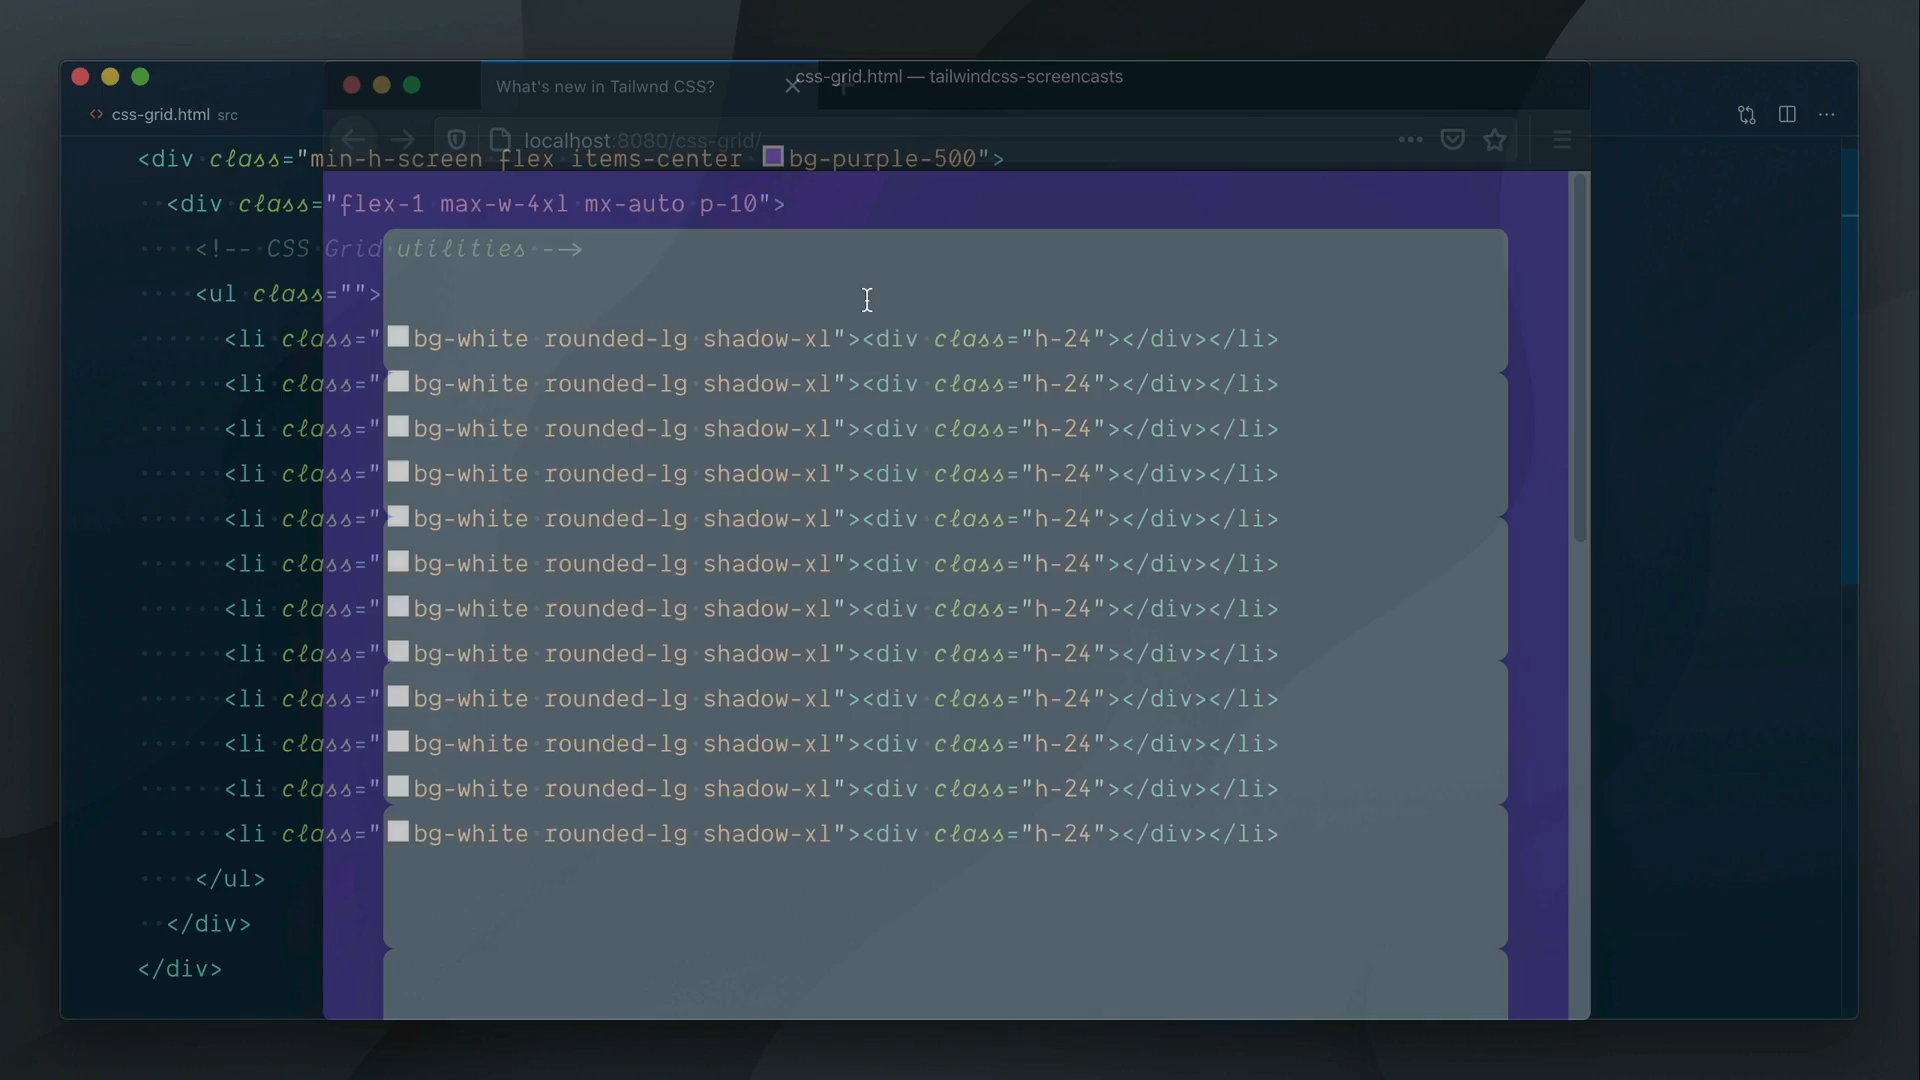 css-grid.html — tailwindcss-screencasts
What's new in Tailwnd CSS?
css-grid.html src
localhost:8080/css-grid/
<div class="min-h-screen flex items-center bg-purple-500">
<div class="flex-1 max-w-4xl mx-auto p-10">
<!-- CSS Grid utilities -->
<ul class="">
<li class="bg-white rounded-lg shadow-xl"><div class="h-24"></div></li>
<li class="bg-white rounded-lg shadow-xl"><div class="h-24"></div></li>
<li class="bg-white rounded-lg shadow-xl"><div class="h-24"></div></li>
<li class="bg-white rounded-lg shadow-xl"><div class="h-24"></div></li>
<li class="bg-white rounded-lg shadow-xl"><div class="h-24"></div></li>
<li class="bg-white rounded-lg shadow-xl"><div class="h-24"></div></li>
<li class="bg-white rounded-lg shadow-xl"><div class="h-24"></div></li>
<li class="bg-white rounded-lg shadow-xl"><div class="h-24"></div></li>
<li class="bg-white rounded-lg shadow-xl"><div class="h-24"></div></li>
<li class="bg-white rounded-lg shadow-xl"><div class="h-24"></div></li>
<li class="bg-white rounded-lg shadow-xl"><div class="h-24"></div></li>
<li class="bg-white rounded-lg shadow-xl"><div class="h-24"></div></li>
</ul>
</div>
</div>